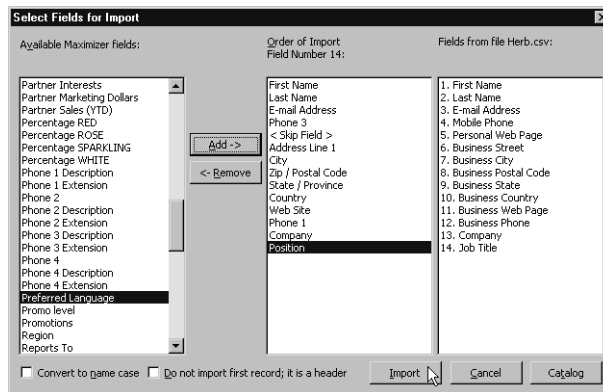 Select Fields for Import
Available Maximizer fields:
Partner Interests
Partner Marketing Dollars
Partner Sales (YTD)
Percentage RED
Percentage ROSE
Percentage SPARKLING
Percentage WHITE
Phone 1 Description
Phone 1 Extension
Phone 2
Phone 2 Description
Phone 2 Extension
Phone 3 Description
Phone 3 Extension
Phone 4
Phone 4 Description
Phone 4 Extension
Preferred Language
Promo level
Promotions
Region
Reports To
Add ->
<- Remove
Order of Import
Field Number 14:
First Name
Last Name
E-mail Address
Phone 3
< Skip Field >
Address Line 1
City
Zip / Postal Code
State / Province
Country
Web Site
Phone 1
Company
Position
Fields from file Herb.csv:
1. First Name
2. Last Name
3. E-mail Address
4. Mobile Phone
5. Personal Web Page
6. Business Street
7. Business City
8. Business Postal Code
9. Business State
10. Business Country
11. Business Web Page
12. Business Phone
13. Company
14. Job Title
Convert to name case
Do not import first record; it is a header
Import
Cancel
Catalog